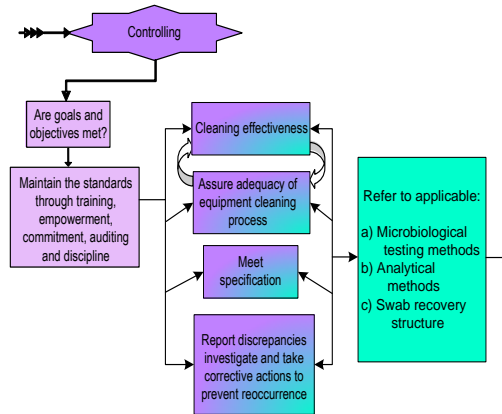 Controlling
Are goals and
objectives met?
Maintain the standards
through training,
empowerment,
commitment, auditing
and discipline
Cleaning effectiveness
Assure adequacy of
equipment cleaning
process
Meet
specification
Report discrepancies
investigate and take
corrective actions to
prevent reoccurrence
Refer to applicable:
a) Microbiological
testing methods
b) Analytical
methods
c) Swab recovery
structure